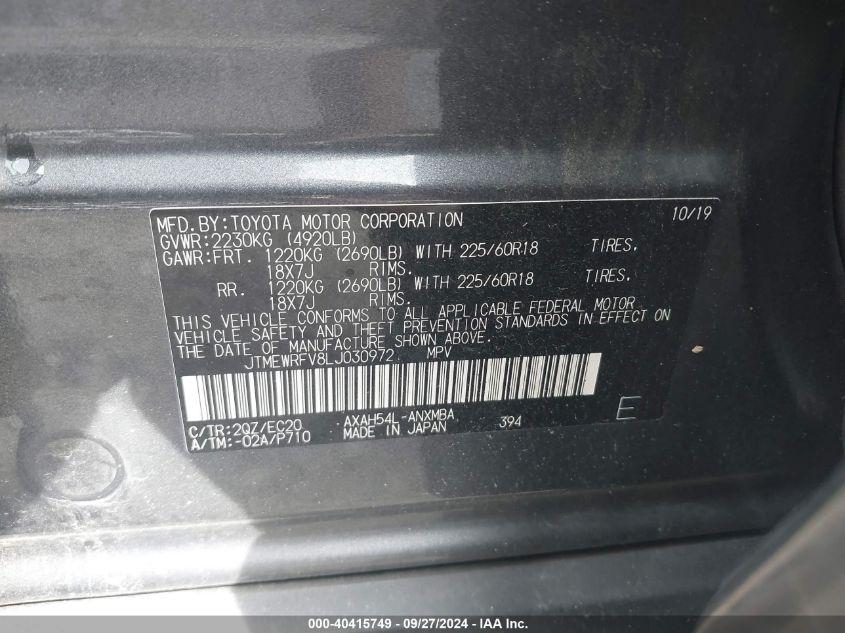 MFD.BY:TOYOTA MOTOR CORPORATION 10/19
GVWR:2230KG (4920LB)
GAWR:FRT. 1220KG (2690LB) WITH 225/60R18 TIRES,
18X7J RIMS.
RR. 1220KG (2690LB) WITH 225/60R18 TIRES,
18X7J RIMS.
THIS VEHICLE CONFORMS TO ALL APPLICABLE FEDERAL MOTOR
VEHICLE SAFETY AND THEFT PREVENTION STANDARDS IN EFFECT ON
THE DATE OF MANUFACTURE SHOWN ABOVE.
JTMEWRFV8LJ030972 MPV
C/TR:2QZ/EC20 AXAH54L-ANXMBA 394 E
A/TM:-02A/P710 MADE IN JAPAN
000-40415749 - 09/27/2024 - IAA Inc.